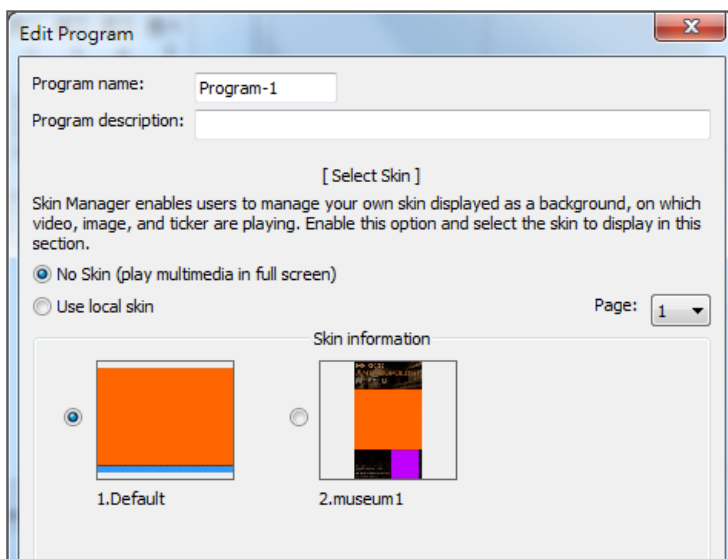 Edit Program
Program name: Program-1
Program description:
[ Select Skin ]
Skin Manager enables users to manage your own skin displayed as a background, on which
video, image, and ticker are playing. Enable this option and select the skin to display in this
section.
No Skin (play multimedia in full screen)
Use local skin Page: 1
Skin information
1.Default 2.museum1